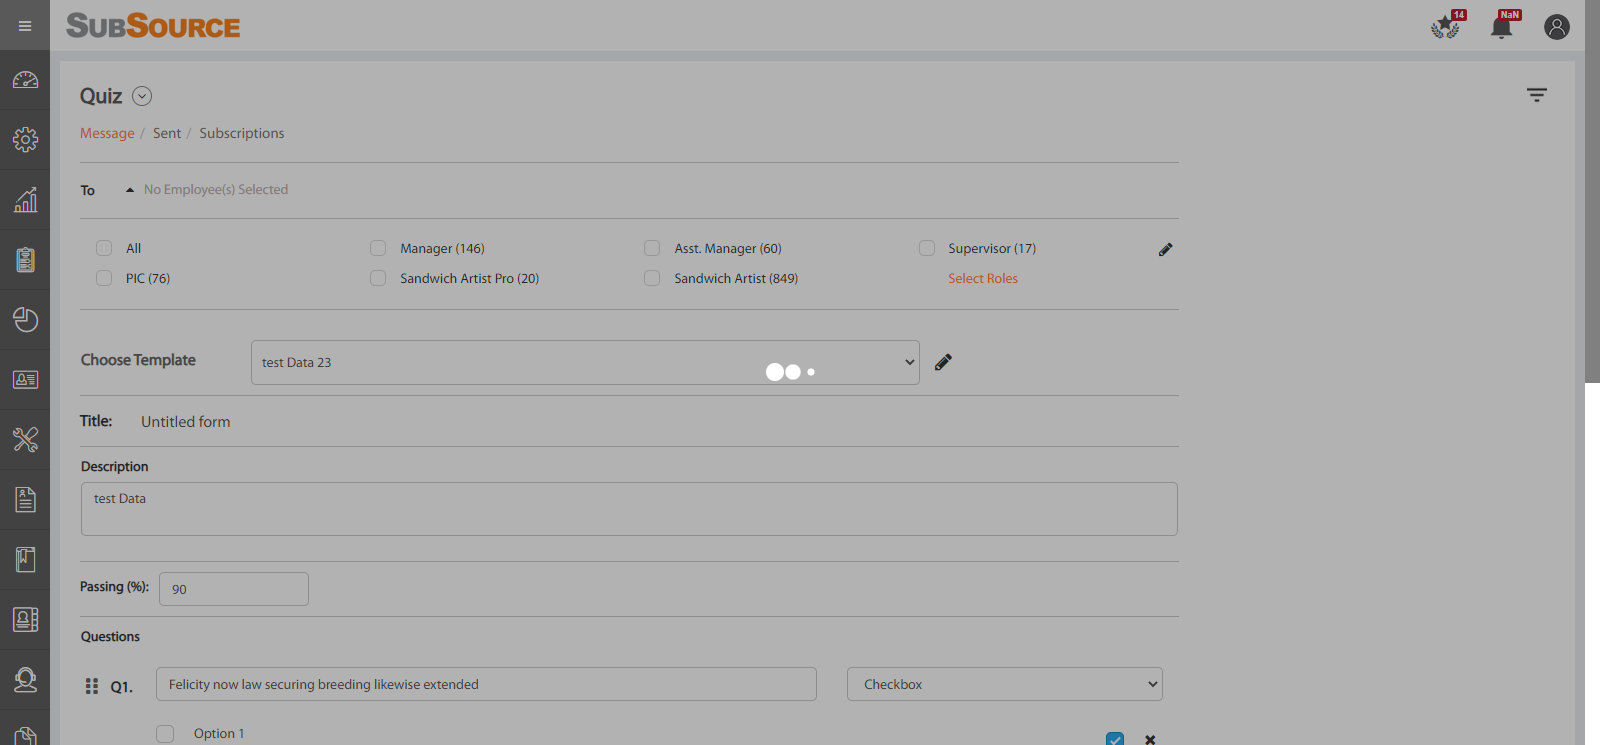 SUBSOURCE
14
NaN
Quiz
Message / Sent / Subscriptions
To No Employee(s) Selected
All Manager (146) Asst. Manager (60) Supervisor (17)
PIC (76) Sandwich Artist Pro (20) Sandwich Artist (849) Select Roles
Choose Template test Data 23
Title: Untitled form
Description
test Data
Passing (%): 90
Questions
Q1. Felicity now law securing breeding likewise extended Checkbox
Option 1